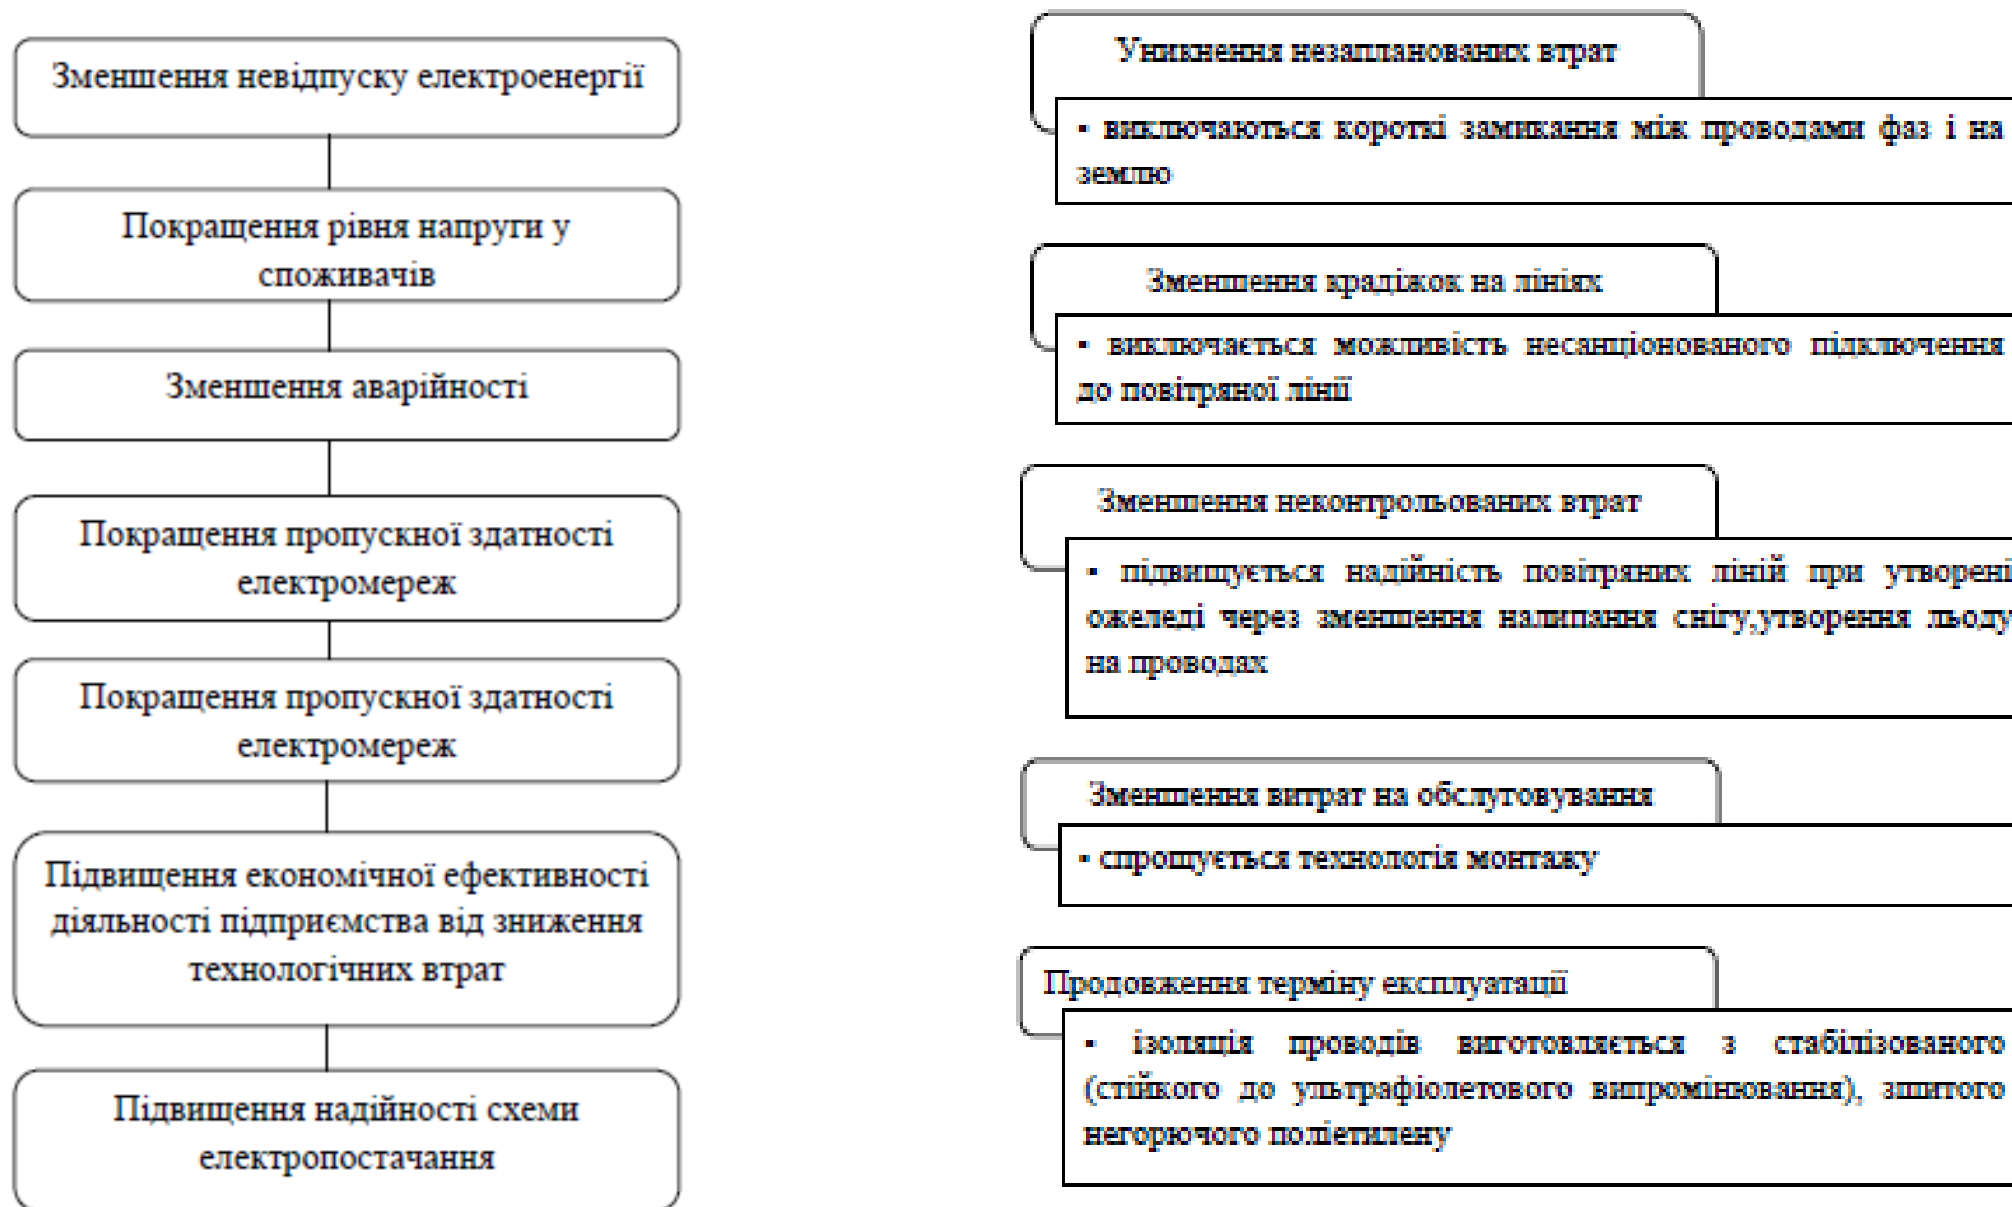 Зменшення невідпуску електроенергії
Покращення рівня напруги у
споживачів
Зменшення аварійності
Покращення пропускної здатності
електромереж
Покращення пропускної здатності
електромереж
Підвищення економічної ефективності
діяльності підприємства від зниження
технологічних втрат
Підвищення надійності схеми
електропостачання
Уникнення незапланованих втрат
▪ виключаються короткі замикання між проводами фаз і на
землю
Зменшення крадіжок на лініях
▪ виключається можливість несанціонованого підключення
до повітряної лінії
Зменшення неконтрольованих втрат
▪ підвищується надійність повітряних ліній при утворені
ожеледі через зменшення налипання снігу,утворення льоду
на проводах
Зменшення витрат на обслуговування
▪ спрощується технологія монтажу
Продовження терміну експлуатації
▪ ізоляція проводів виготовляється з стабілізованого
(стійкого до ультрафіолетового випромінювання), зшитого
негорючого поліетилену